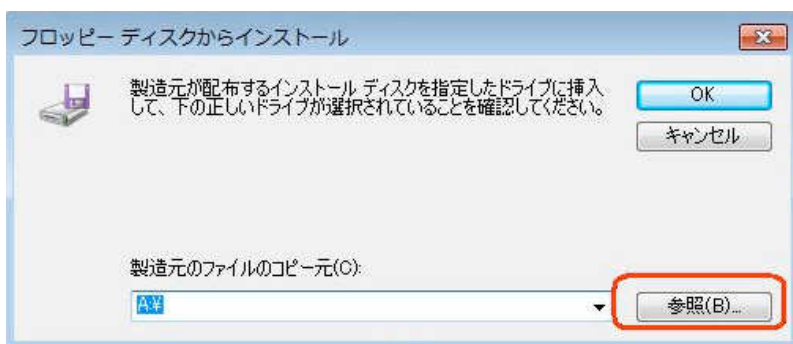 フロッピー ディスクからインストール
製造元が配布するインストール ディスクを指定したドライブに挿入
して、下の正しいドライブが選択されていることを確認してください。
OK
キャンセル
製造元のファイルのコピー元(C):
A:¥
参照(B)...